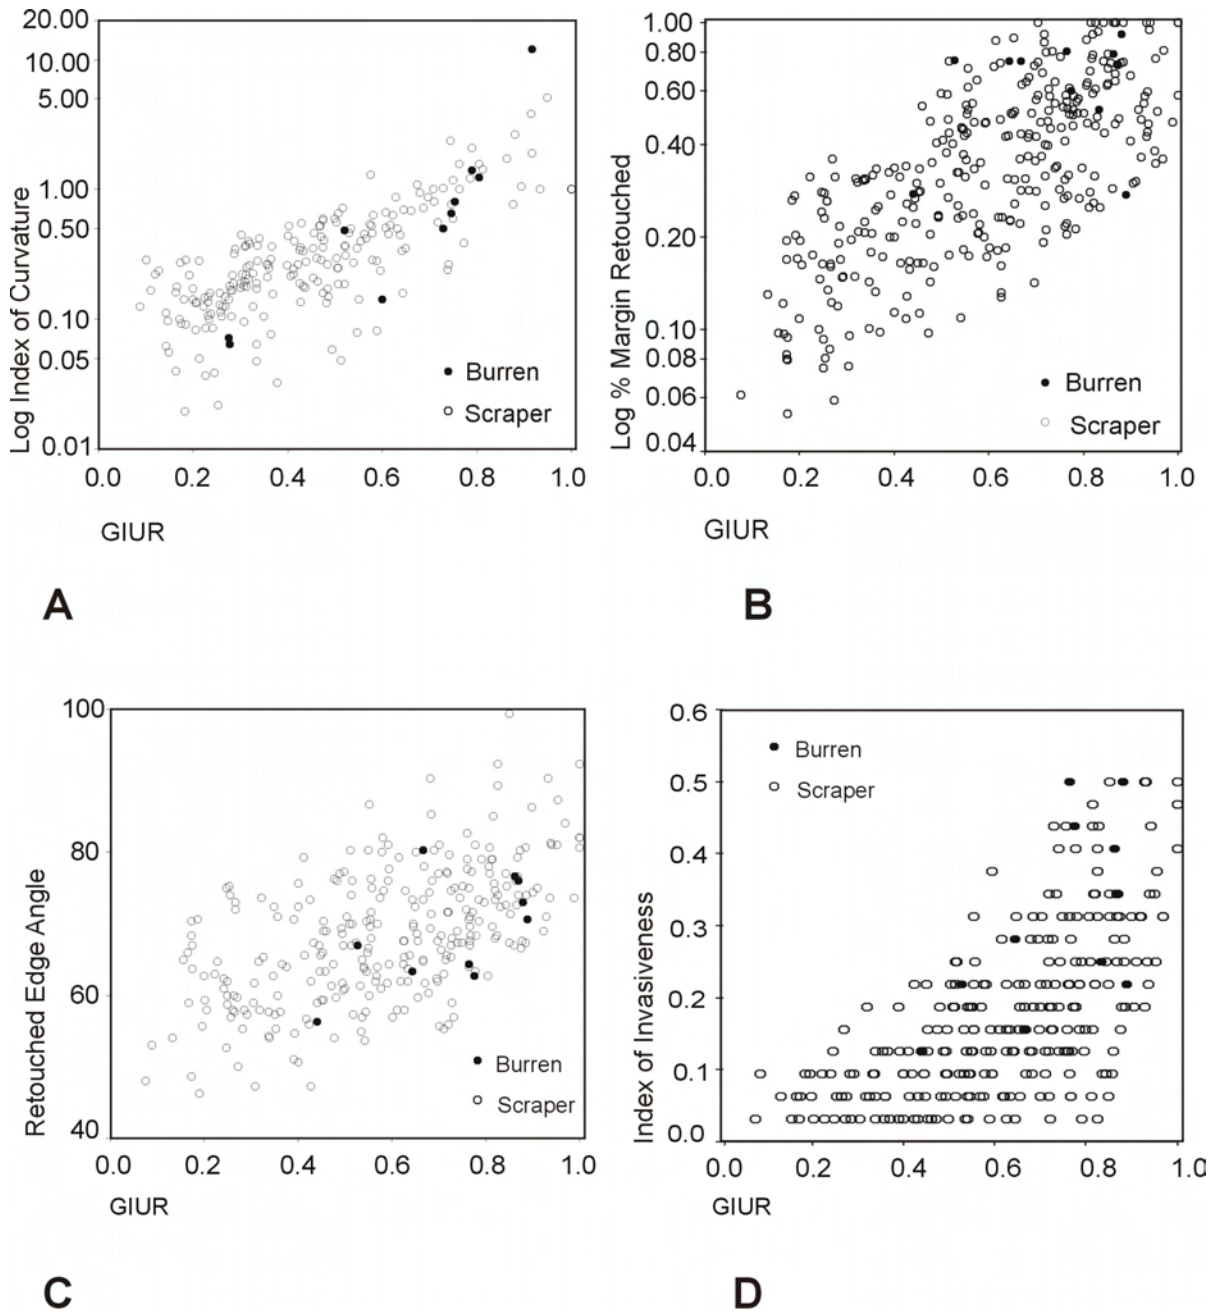 20.00
10.00
5.00
1.00
0.50
0.10
0.05
0.01
Log Index of Curvature
Burren
Scraper
0.0 0.2 0.4 0.6 0.8 1.0
GIUR
A
1.00
0.80
0.60
0.40
0.20
0.10
0.08
0.06
0.04
Log % Margin Retouched
Burren
Scraper
0.0 0.2 0.4 0.6 0.8 1.0
GIUR
B
100
80
60
40
Retouched Edge Angle
Burren
Scraper
0.0 0.2 0.4 0.6 0.8 1.0
GIUR
C
0.6
0.5
0.4
0.3
0.2
0.1
0.0
Index of Invasiveness
Burren
Scraper
0.0 0.2 0.4 0.6 0.8 1.0
GIUR
D